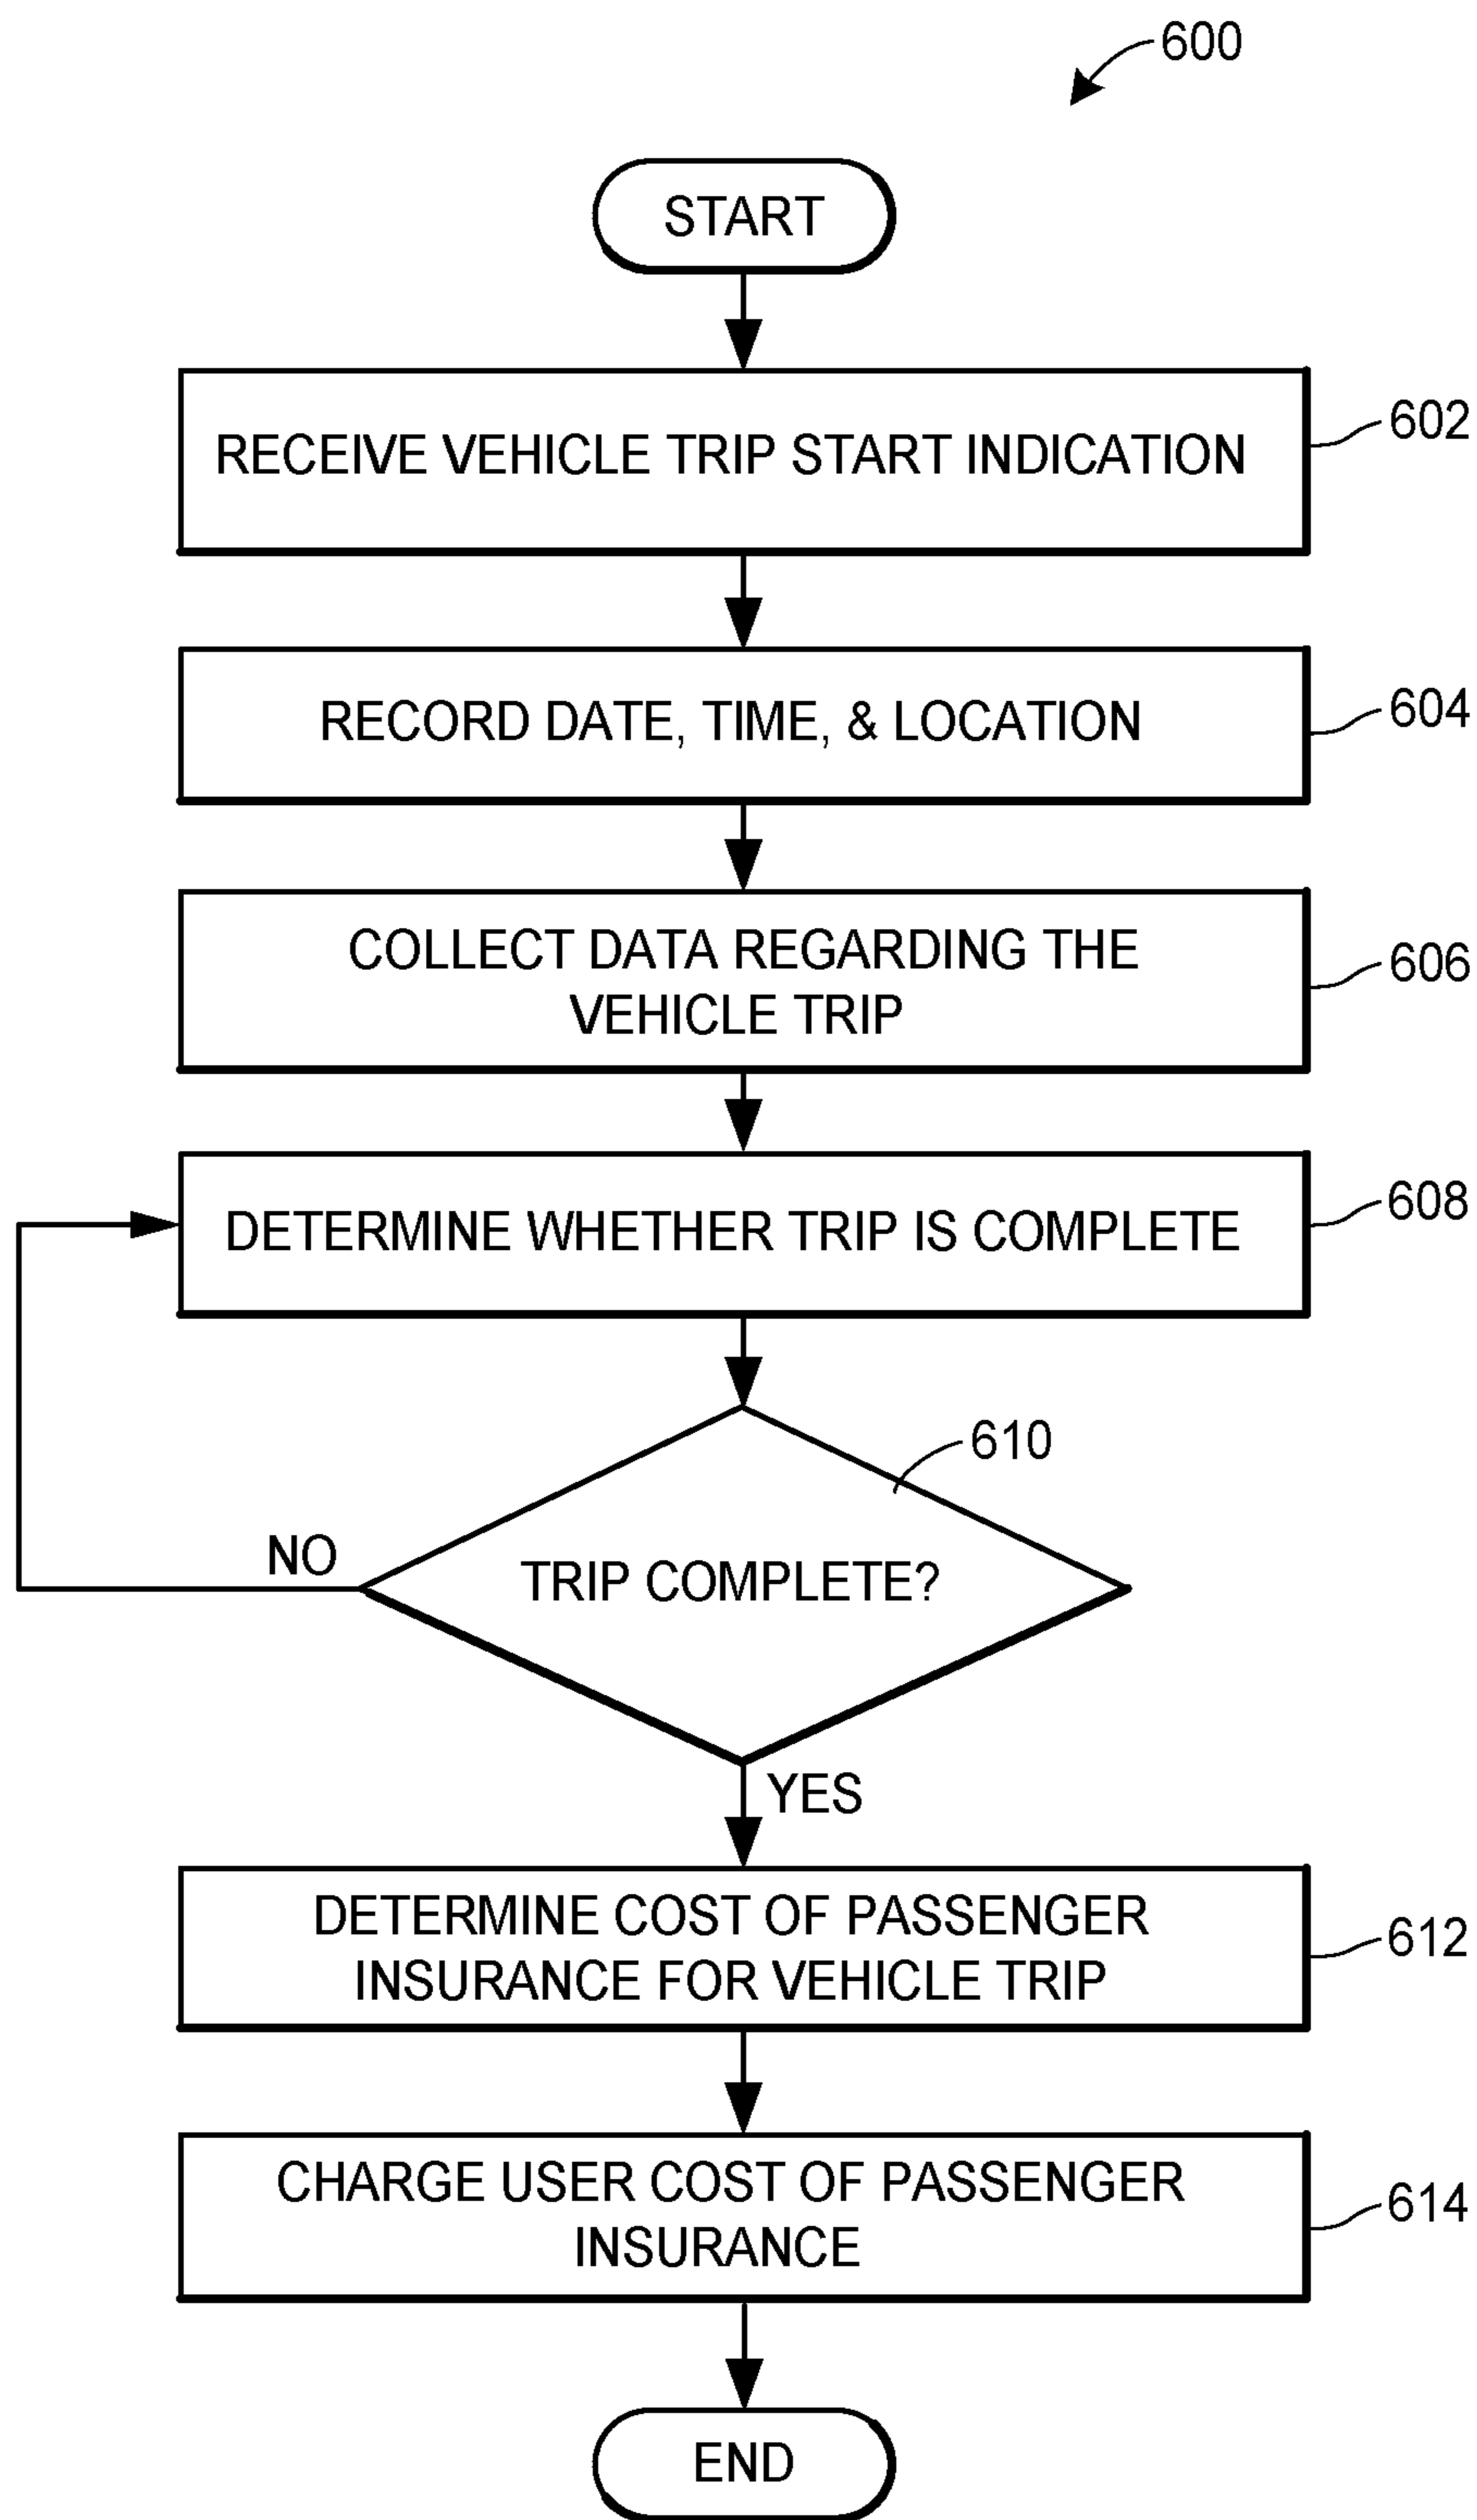 600
START
RECEIVE VEHICLE TRIP START INDICATION
602
RECORD DATE, TIME, & LOCATION
604
COLLECT DATA REGARDING THE
VEHICLE TRIP
606
DETERMINE WHETHER TRIP IS COMPLETE
608
610
NO
TRIP COMPLETE?
YES
DETERMINE COST OF PASSENGER
INSURANCE FOR VEHICLE TRIP
612
CHARGE USER COST OF PASSENGER
INSURANCE
614
END